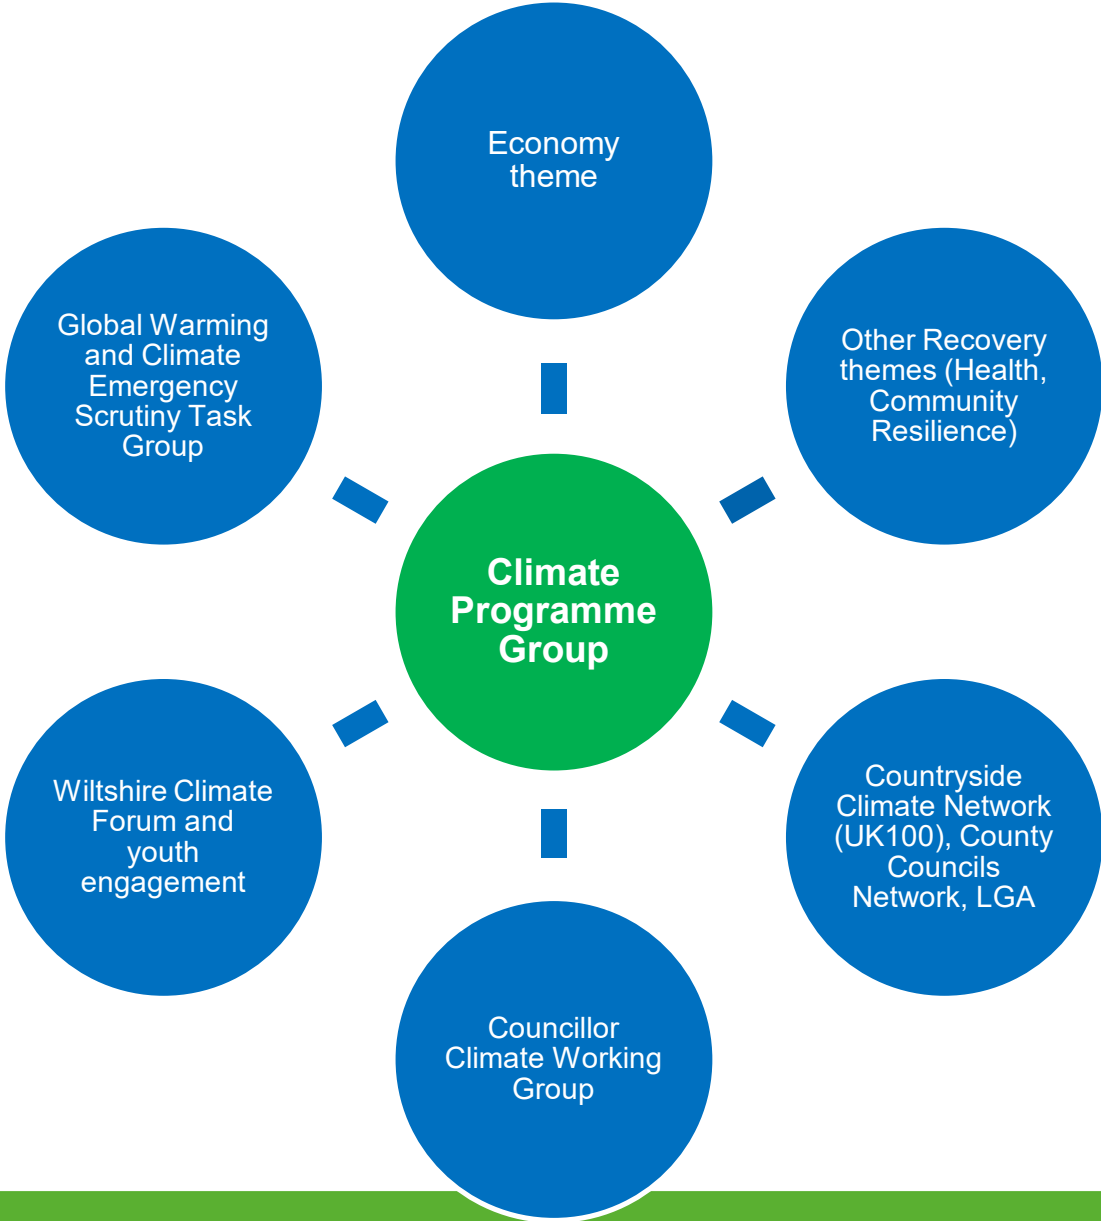 Economy
theme
Global Warming
and Climate
Emergency
Scrutiny Task
Group
Other Recovery
themes (Health,
Community
Resilience)
Climate
Programme
Group
Wiltshire Climate
Forum and
youth
engagement
Countryside
Climate Network
(UK100), County
Councils
Network, LGA
Councillor
Climate Working
Group